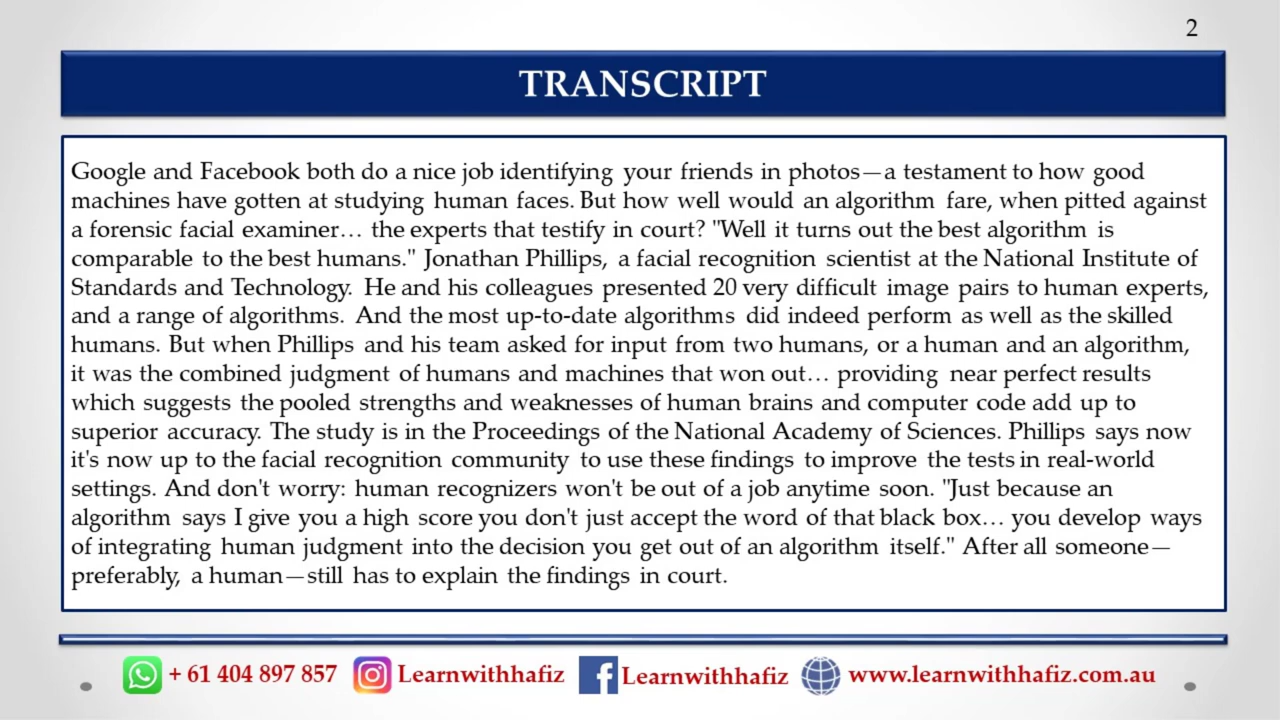 2
TRANSCRIPT
Google and Facebook both do a nice job identifying your friends in photos—a testament to how good
machines have gotten at studying human faces. But how well would an algorithm fare, when pitted against
a forensic facial examiner… the experts that testify in court? "Well it turns out the best algorithm is
comparable to the best humans." Jonathan Phillips, a facial recognition scientist at the National Institute of
Standards and Technology. He and his colleagues presented 20 very difficult image pairs to human experts,
and a range of algorithms. And the most up-to-date algorithms did indeed perform as well as the skilled
humans. But when Phillips and his team asked for input from two humans, or a human and an algorithm,
it was the combined judgment of humans and machines that won out… providing near perfect results
which suggests the pooled strengths and weaknesses of human brains and computer code add up to
superior accuracy. The study is in the Proceedings of the National Academy of Sciences. Phillips says now
it's now up to the facial recognition community to use these findings to improve the tests in real-world
settings. And don't worry: human recognizers won't be out of a job anytime soon. "Just because an
algorithm says I give you a high score you don't just accept the word of that black box… you develop ways
of integrating human judgment into the decision you get out of an algorithm itself." After all someone—
preferably, a human—still has to explain the findings in court.
+ 61 404 897 857 Learnwithhafiz Learnwithhafiz www.learnwithhafiz.com.au